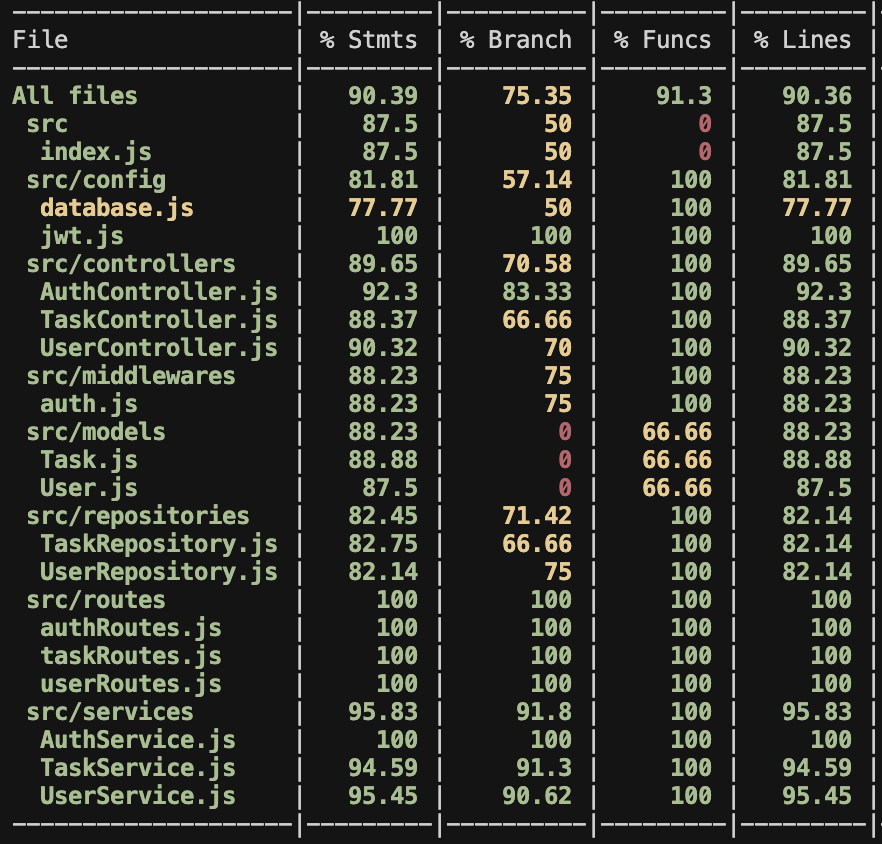 File | % Stmts | % Branch | % Funcs | % Lines |
All files | 90.39 | 75.35 | 91.3 | 90.36 |
src | 87.5 | 50 | 0 | 87.5 |
index.js | 87.5 | 50 | 0 | 87.5 |
src/config | 81.81 | 57.14 | 100 | 81.81 |
database.js | 77.77 | 50 | 100 | 77.77 |
jwt.js | 100 | 100 | 100 | 100 |
src/controllers | 89.65 | 70.58 | 100 | 89.65 |
AuthController.js | 92.3 | 83.33 | 100 | 92.3 |
TaskController.js | 88.37 | 66.66 | 100 | 88.37 |
UserController.js | 90.32 | 70 | 100 | 90.32 |
src/middlewares | 88.23 | 75 | 100 | 88.23 |
auth.js | 88.23 | 75 | 100 | 88.23 |
src/models | 88.23 | 0 | 66.66 | 88.23 |
Task.js | 88.88 | 0 | 66.66 | 88.88 |
User.js | 87.5 | 0 | 66.66 | 87.5 |
src/repositories | 82.45 | 71.42 | 100 | 82.14 |
TaskRepository.js | 82.75 | 66.66 | 100 | 82.14 |
UserRepository.js | 82.14 | 75 | 100 | 82.14 |
src/routes | 100 | 100 | 100 | 100 |
authRoutes.js | 100 | 100 | 100 | 100 |
taskRoutes.js | 100 | 100 | 100 | 100 |
userRoutes.js | 100 | 100 | 100 | 100 |
src/services | 95.83 | 91.8 | 100 | 95.83 |
AuthService.js | 100 | 100 | 100 | 100 |
TaskService.js | 94.59 | 91.3 | 100 | 94.59 |
UserService.js | 95.45 | 90.62 | 100 | 95.45 |